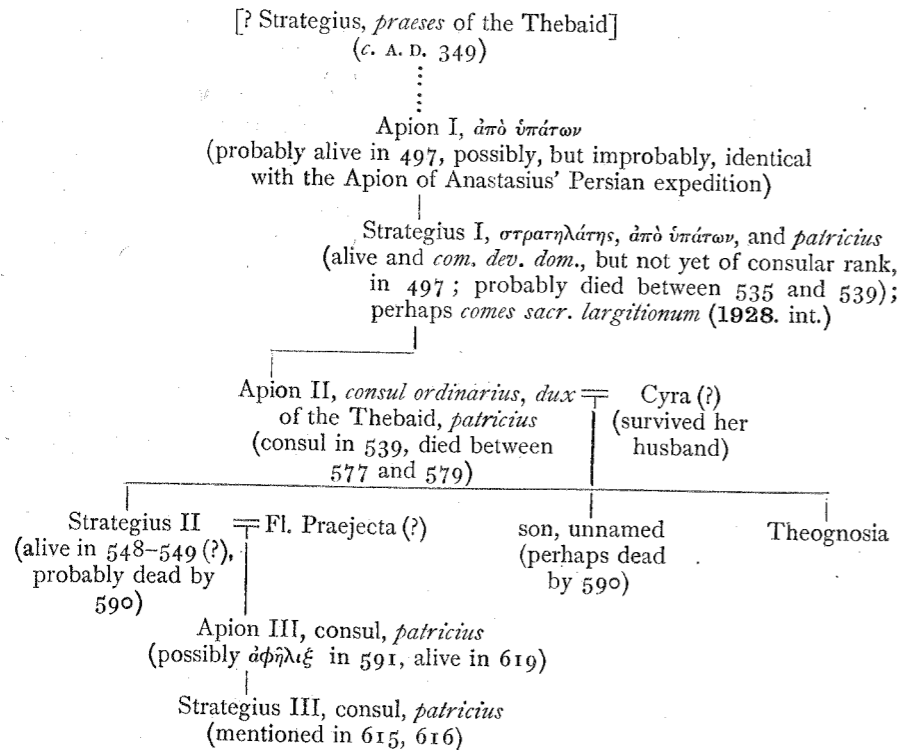 [? Strategius, praeses of the Thebaid]
(c. A. D. 349)
Apion I, ἀπὸ ὑπάτων
(probably alive in 497, possibly, but improbably, identical
with the Apion of Anastasius' Persian expedition)
Strategius I, στρατηλάτης, ἀπὸ ὑπάτων, and patricius
(alive and com. dev. dom., but not yet of consular rank,
in 497 ; probably died between 535 and 539);
perhaps comes sacr. largitionum (1928. int.)
Apion II, consul ordinarius, dux
of the Thebaid, patricius
(consul in 539, died between
577 and 579)
Cyra (?)
(survived her
husband)
Strategius II
(alive in 548–549 (?),
probably dead by
590)
Fl. Praejecta (?)
son, unnamed
(perhaps dead
by 590)
Theognosia
Apion III, consul, patricius
(possibly ἀφῆλιξ in 591, alive in 619)
Strategius III, consul, patricius
(mentioned in 615, 616)